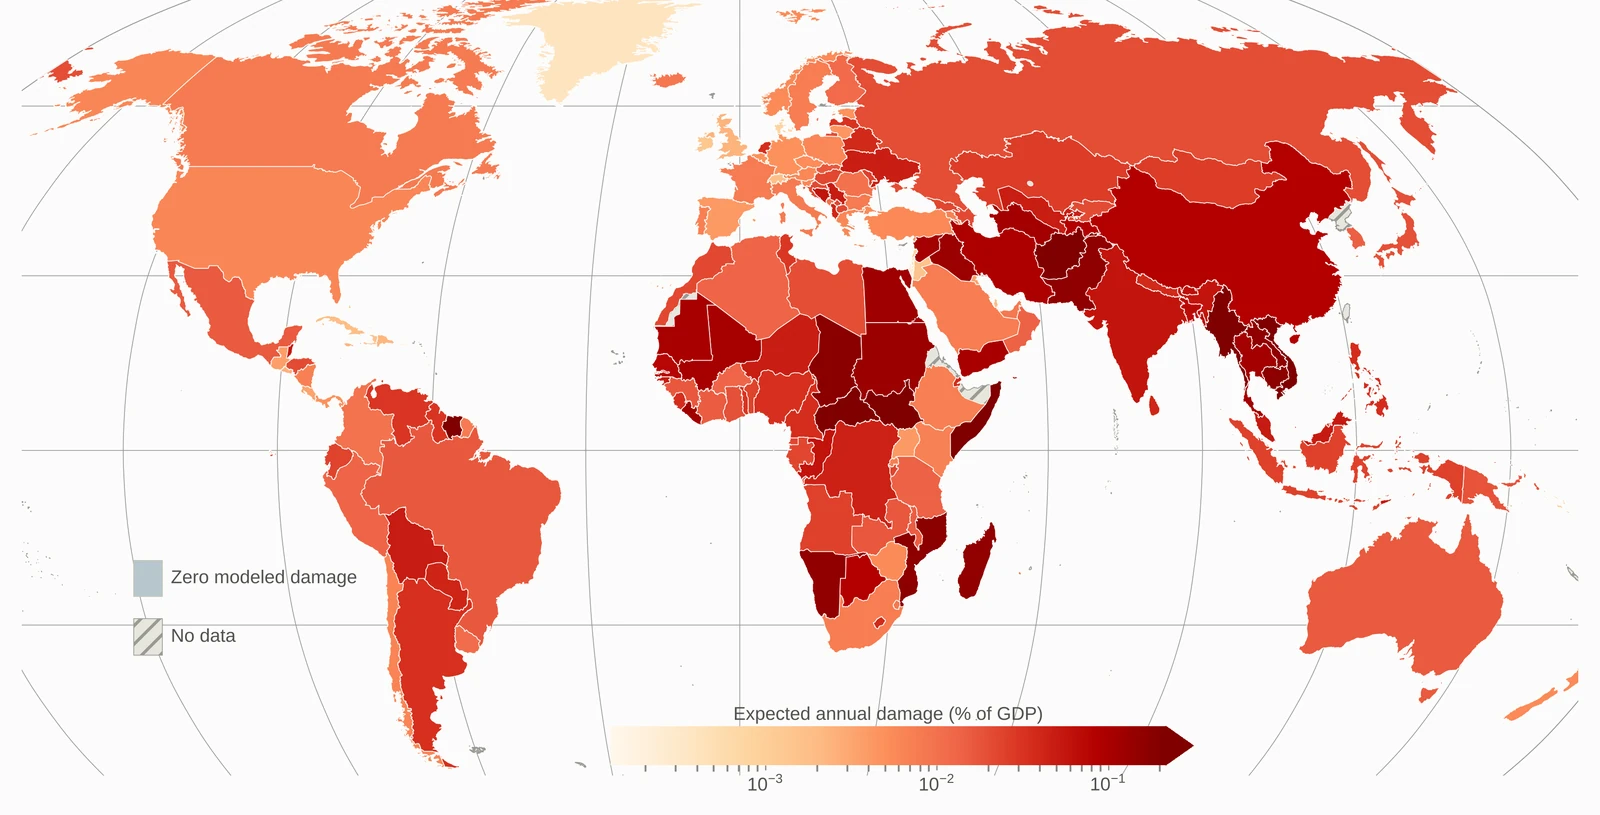 Zero modeled damage
No data
Expected annual damage (% of GDP)
10⁻³ 10⁻² 10⁻¹